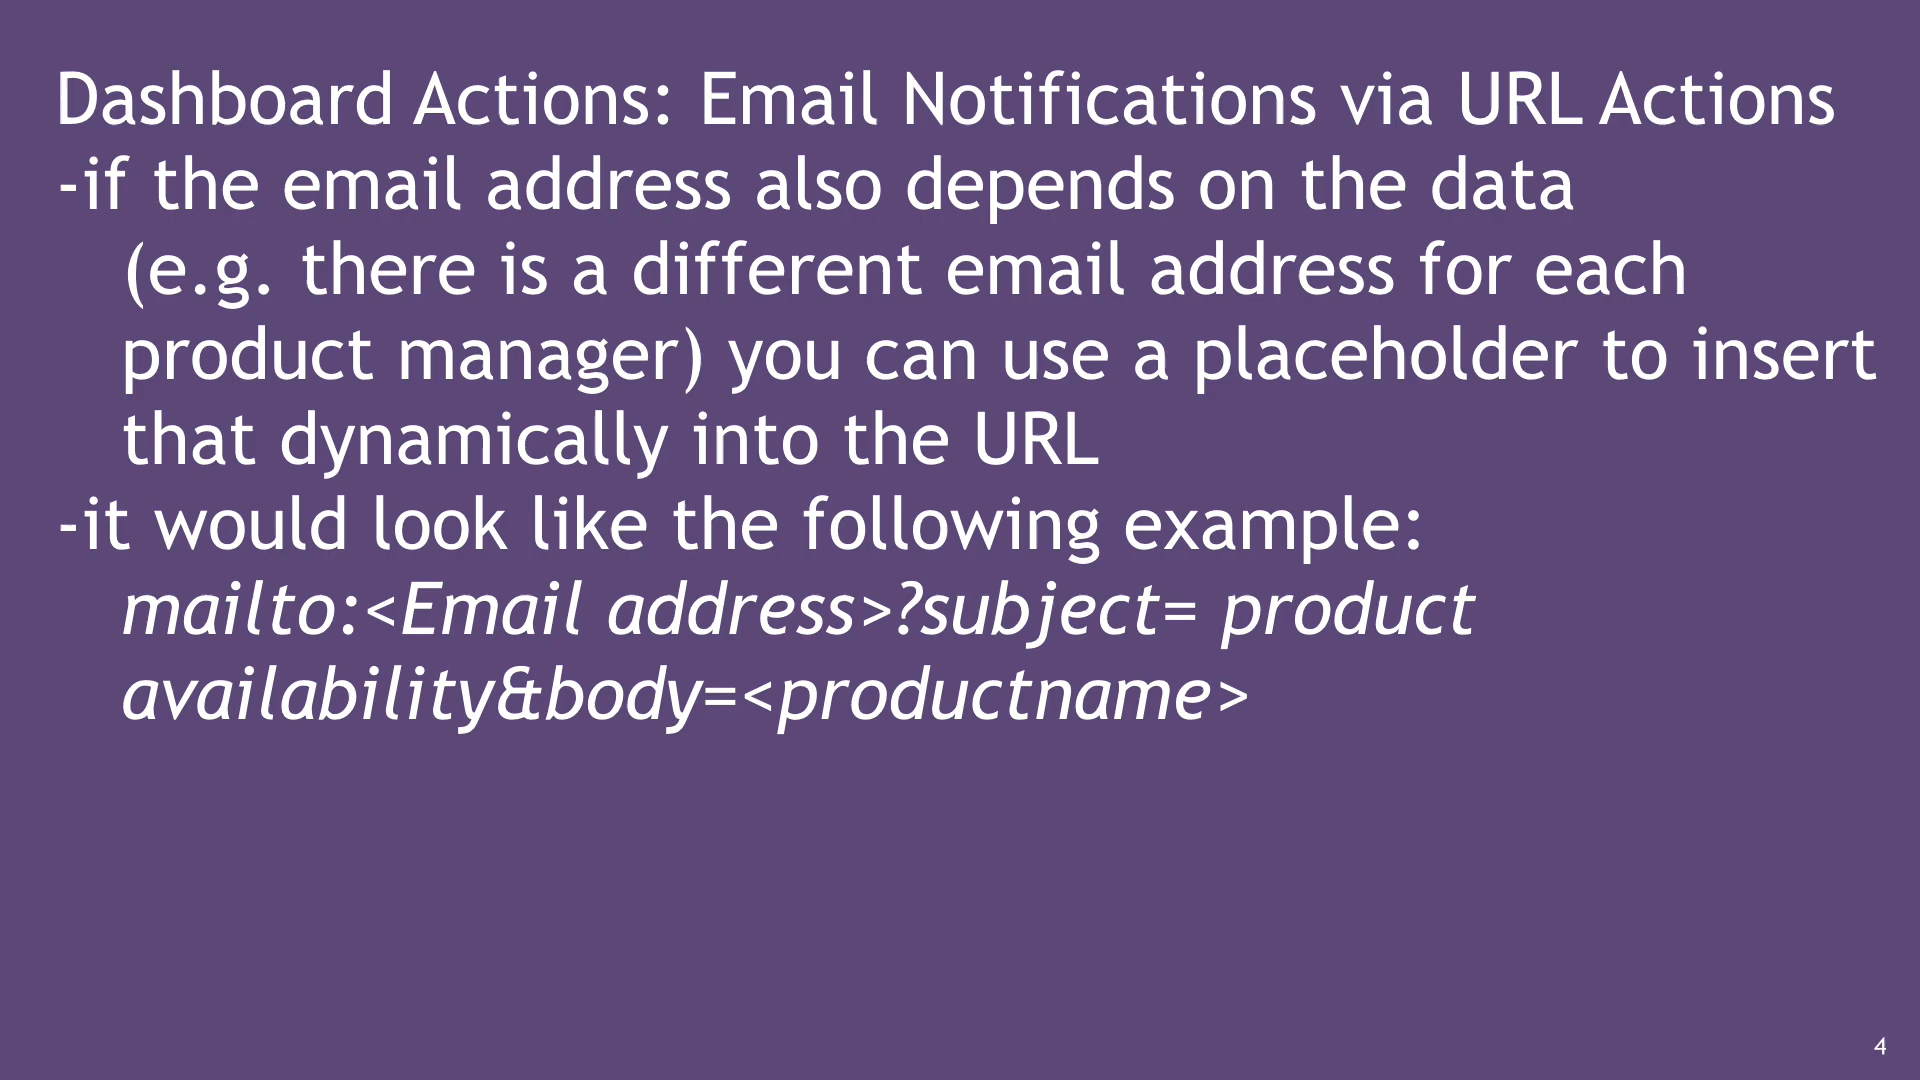 Dashboard Actions: Email Notifications via URL Actions
-if the email address also depends on the data
(e.g. there is a different email address for each
product manager) you can use a placeholder to insert
that dynamically into the URL
-it would look like the following example:
mailto:<Email address>?subject= product
availability&body=<productname>
4